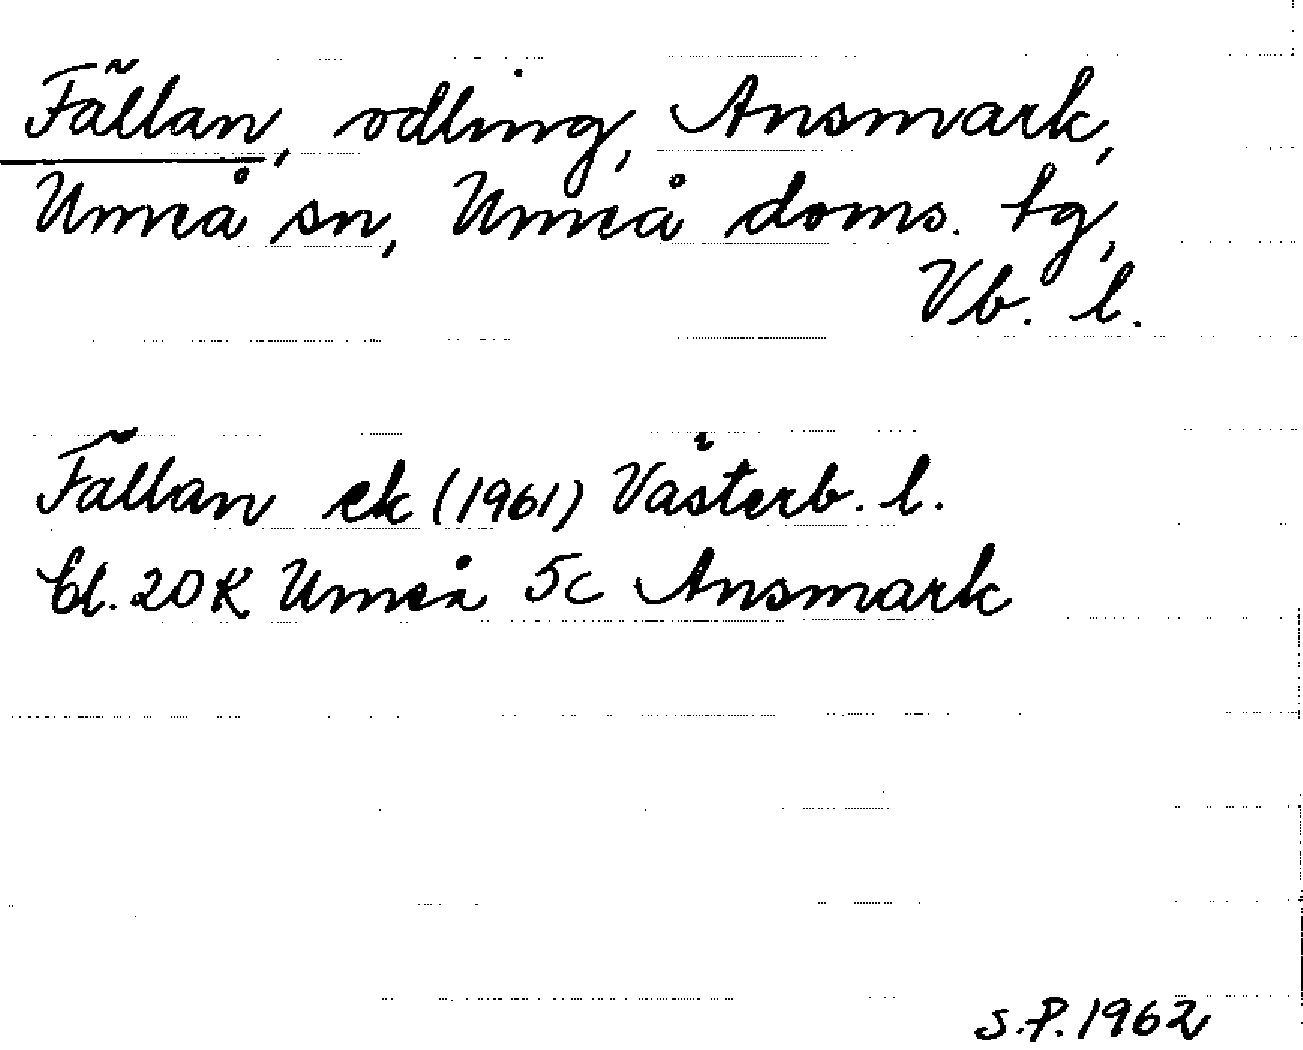 Fällan, odling, Ansmark,
Umeå sn, Umeå doms. tg,
Vb. l.
Fällan ek (1961) Västerb. l.
bl. 20K Umeå 5c Ansmark
S.P. 1962